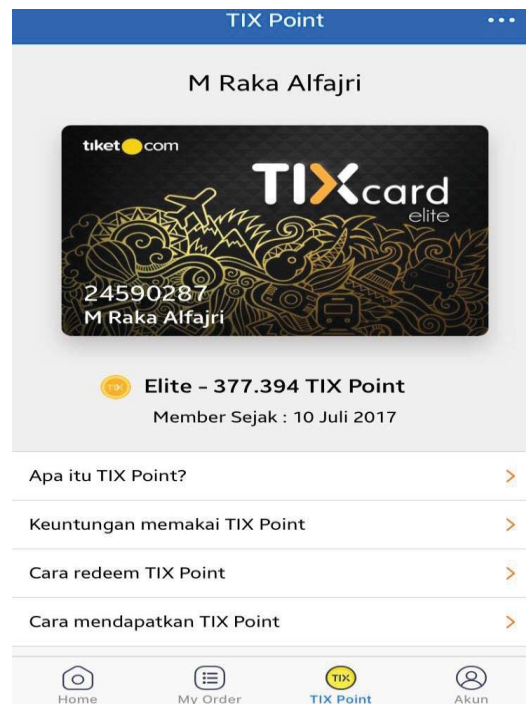 TIX Point
M Raka Alfajri
tiket com
TIXcard
elite
24590287
M Raka Alfajri
TIX
Elite - 377.394 TIX Point
Member Sejak : 10 Juli 2017
Apa itu TIX Point?
Keuntungan memakai TIX Point
Cara redeem TIX Point
Cara mendapatkan TIX Point
TIX
Home My Order TIX Point Akun